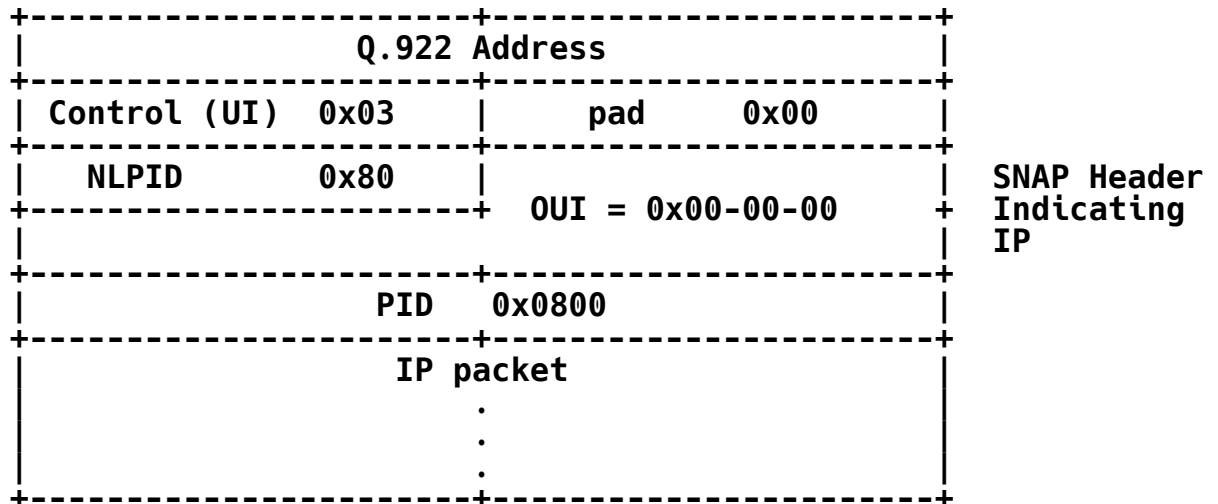 +-----------------------+-----------------------+
| Q.922 Address |
+-----------------------+-----------------------+
| Control (UI) 0x03 | pad 0x00 |
+-----------------------+-----------------------+
| NLPID 0x80 | | SNAP Header
+-----------------------+ OUI = 0x00-00-00 + Indicating
| | IP
+-----------------------+-----------------------+
| PID 0x0800 |
+-----------------------+-----------------------+
| IP packet |
| . |
| . |
| . |
+-----------------------+-----------------------+